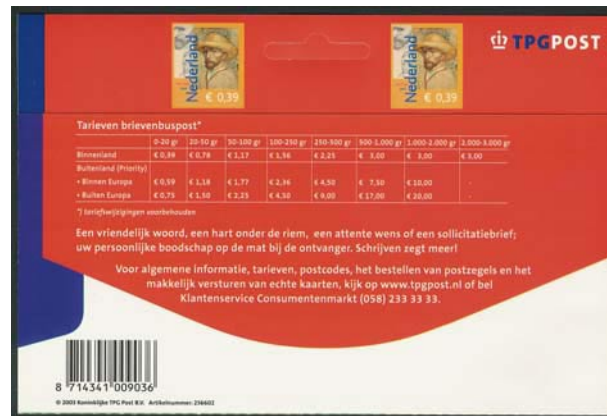 Nederland
€ 0,39
Nederland
€ 0,39
TPGPOST
Tarieven brievenbuspost*
0-20 gr 20-50 gr 50-100 gr 100-250 gr 250-500 gr 500-1.000 gr 1.000-2.000 gr 2.000-3.000 gr
Binnenland € 0,39 € 0,78 € 1,17 € 1,56 € 2,25 € 3,00 € 3,00 € 3,00
Buitenland (Priority)
• Binnen Europa € 0,59 € 1,18 € 1,77 € 2,36 € 4,50 € 7,50 € 10,00 -
• Buiten Europa € 0,75 € 1,50 € 2,25 € 4,50 € 9,00 € 17,00 € 20,00 -
*) tariefwijzigingen voorbehouden
Een vriendelijk woord, een hart onder de riem, een attente wens of een sollicitatiebrief;
uw persoonlijke boodschap op de mat bij de ontvanger. Schrijven zegt meer!
Voor algemene informatie, tarieven, postcodes, het bestellen van postzegels en het
makkelijk versturen van echte kaarten, kijk op www.tpgpost.nl of bel
Klantenservice Consumentenmarkt (058) 233 33 33.
8 714341 009036
© 2003 Koninklijke TPG Post B.V. Artikelnummer: 236602